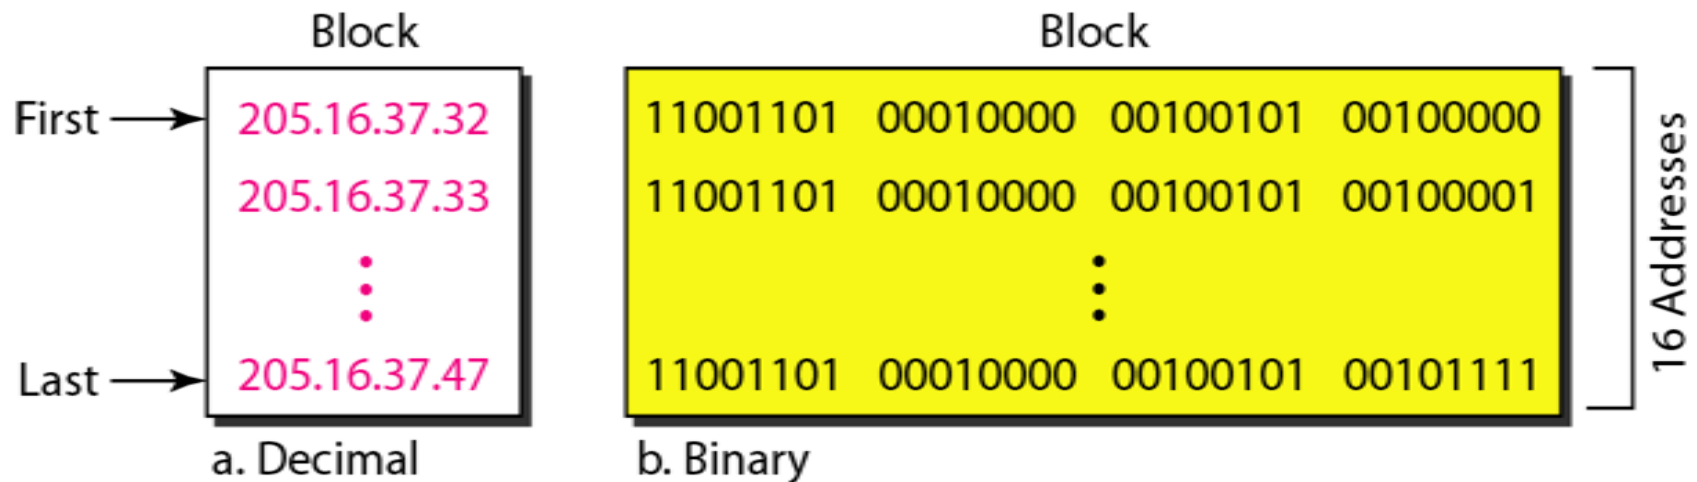 Block Block
First 205.16.37.32 11001101 00010000 00100101 00100000
205.16.37.33 11001101 00010000 00100101 00100001
Last 205.16.37.47 11001101 00010000 00100101 00101111
16 Addresses
a. Decimal b. Binary